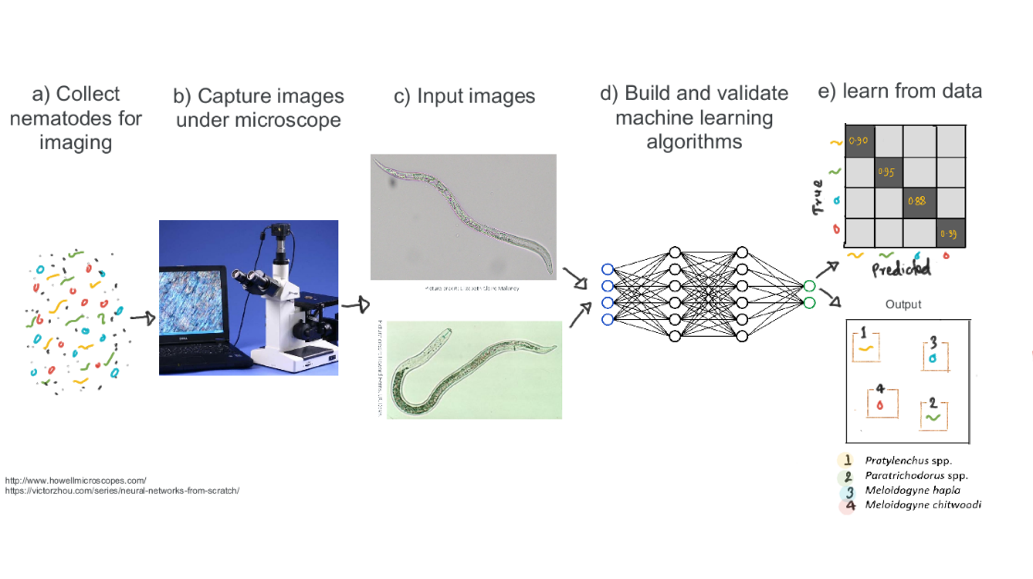 a) Collect
nematodes for
imaging
b) Capture images
under microscope
c) Input images
d) Build and validate
machine learning
algorithms
e) learn from data
0.90
0.95
0.88
0.99
True
Predicted
Output
1
3
4
2
1 Pratylenchus spp.
2 Paratrichodorus spp.
3 Meloidogyne hapla
4 Meloidogyne chitwoodi
http://www.howellmicroscopes.com/
https://victorzhou.com/series/neural-networks-from-scratch/